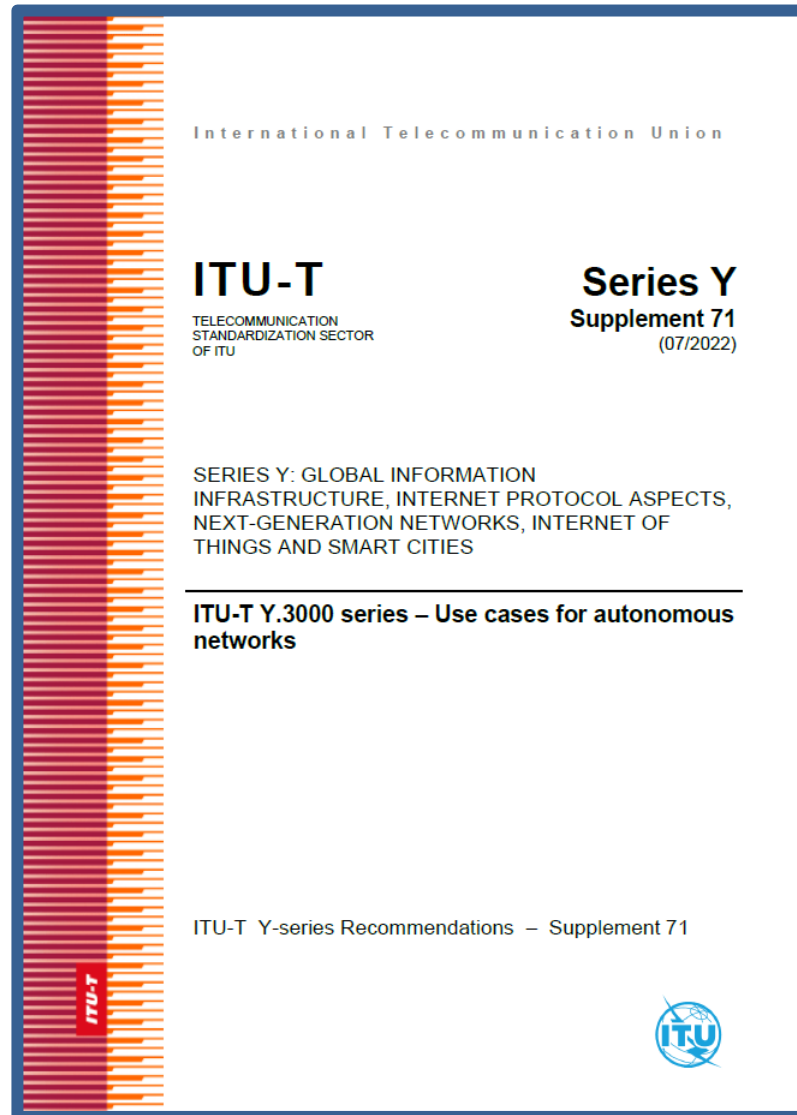 International Telecommunication Union
ITU-T
TELECOMMUNICATION
STANDARDIZATION SECTOR
OF ITU
Series Y
Supplement 71
(07/2022)
SERIES Y: GLOBAL INFORMATION
INFRASTRUCTURE, INTERNET PROTOCOL ASPECTS,
NEXT-GENERATION NETWORKS, INTERNET OF
THINGS AND SMART CITIES
ITU-T Y.3000 series – Use cases for autonomous
networks
ITU-T Y-series Recommendations – Supplement 71
ITU-T
ITU